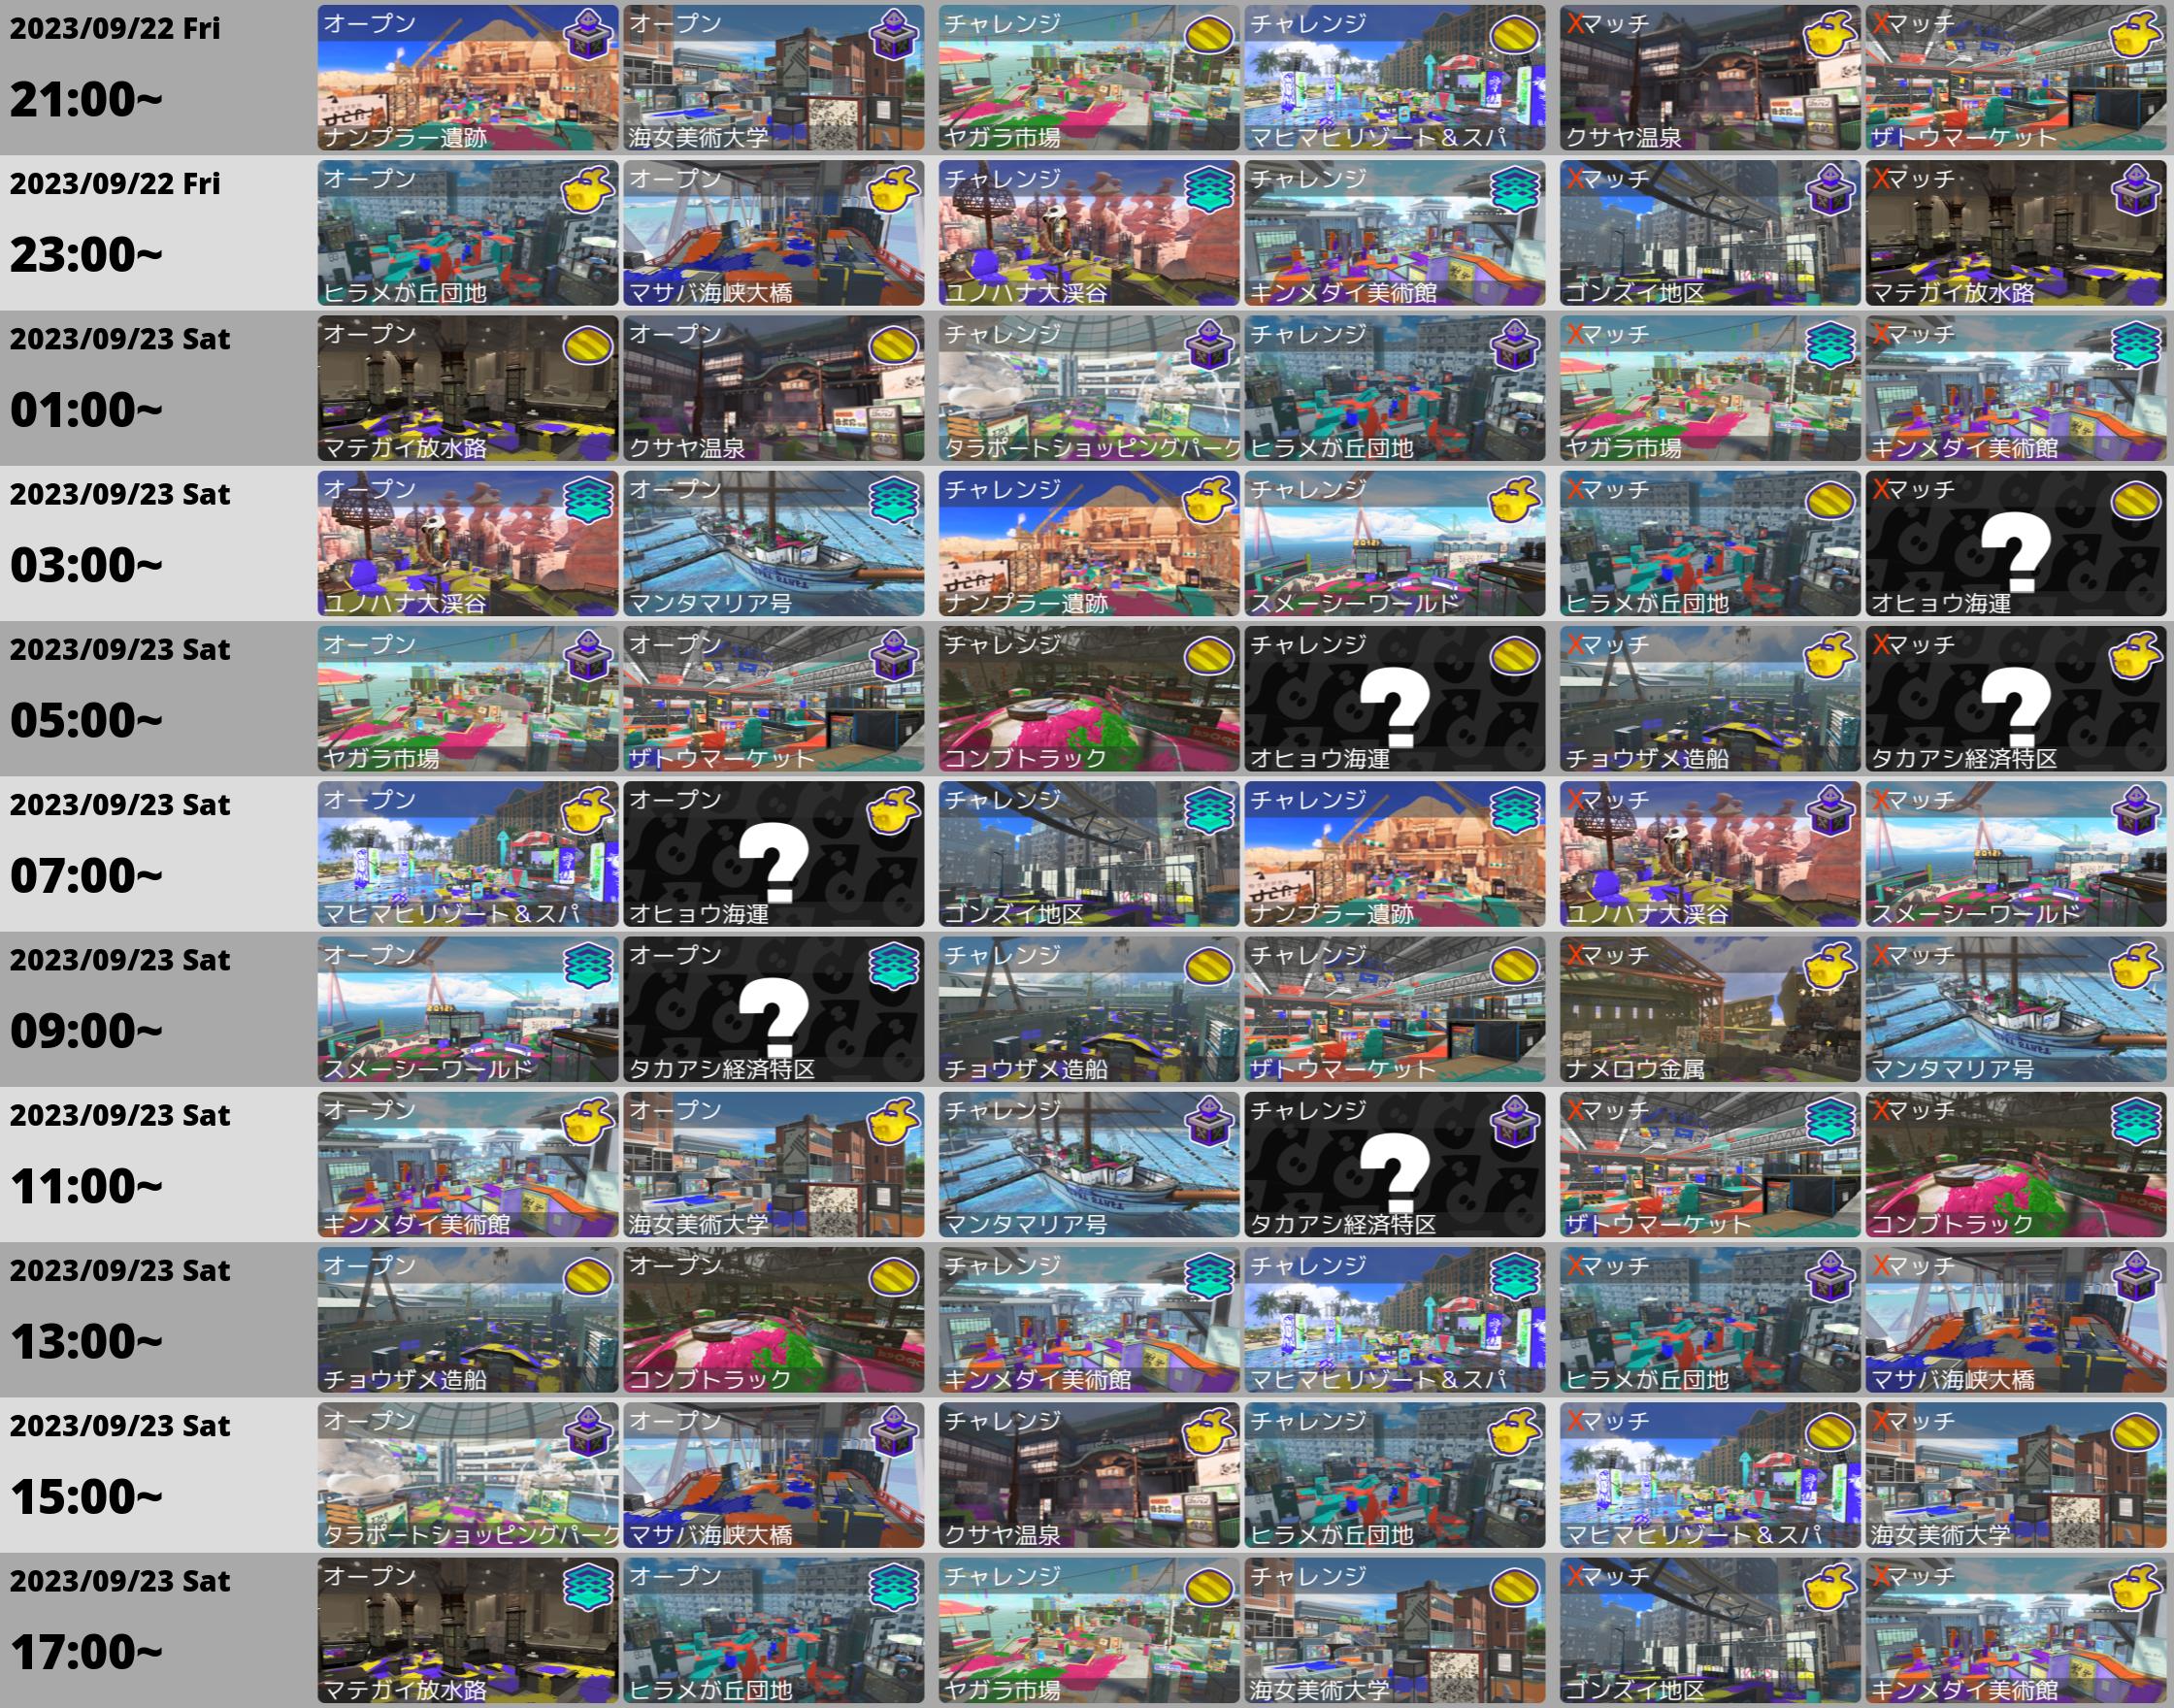 2023/09/22 Fri
21:00~
オープン
ナンプラー遺跡
オープン
海女美術大学
チャレンジ
ヤガラ市場
チャレンジ
マヒマヒリゾート＆スパ
Xマッチ
クサヤ温泉
Xマッチ
ザトウマーケット
2023/09/22 Fri
23:00~
オープン
ヒラメが丘団地
オープン
マサバ海峡大橋
チャレンジ
ユノハナ大渓谷
チャレンジ
キンメダイ美術館
Xマッチ
ゴンズイ地区
Xマッチ
マテガイ放水路
2023/09/23 Sat
01:00~
オープン
マテガイ放水路
オープン
クサヤ温泉
チャレンジ
タラポートショッピングパーク
チャレンジ
ヒラメが丘団地
Xマッチ
ヤガラ市場
Xマッチ
キンメダイ美術館
2023/09/23 Sat
03:00~
オープン
ユノハナ大渓谷
オープン
マンタマリア号
チャレンジ
ナンプラー遺跡
チャレンジ
スメーシーワールド
Xマッチ
ヒラメが丘団地
Xマッチ
?
オヒョウ海運
2023/09/23 Sat
05:00~
オープン
ヤガラ市場
オープン
ザトウマーケット
チャレンジ
コンブトラック
チャレンジ
?
オヒョウ海運
Xマッチ
チョウザメ造船
Xマッチ
?
タカアシ経済特区
2023/09/23 Sat
07:00~
オープン
マヒマヒリゾート＆スパ
オープン
?
オヒョウ海運
チャレンジ
ゴンズイ地区
チャレンジ
ナンプラー遺跡
Xマッチ
ユノハナ大渓谷
Xマッチ
スメーシーワールド
2023/09/23 Sat
09:00~
オープン
スメーシーワールド
オープン
?
タカアシ経済特区
チャレンジ
チョウザメ造船
チャレンジ
ザトウマーケット
Xマッチ
ナメロウ金属
Xマッチ
マンタマリア号
2023/09/23 Sat
11:00~
オープン
キンメダイ美術館
オープン
海女美術大学
チャレンジ
マンタマリア号
チャレンジ
?
タカアシ経済特区
Xマッチ
ザトウマーケット
Xマッチ
コンブトラック
2023/09/23 Sat
13:00~
オープン
チョウザメ造船
オープン
コンブトラック
チャレンジ
キンメダイ美術館
チャレンジ
マヒマヒリゾート＆スパ
Xマッチ
ヒラメが丘団地
Xマッチ
マサバ海峡大橋
2023/09/23 Sat
15:00~
オープン
タラポートショッピングパーク
オープン
マサバ海峡大橋
チャレンジ
クサヤ温泉
チャレンジ
ヒラメが丘団地
Xマッチ
マヒマヒリゾート＆スパ
Xマッチ
海女美術大学
2023/09/23 Sat
17:00~
オープン
マテガイ放水路
オープン
ヒラメが丘団地
チャレンジ
ヤガラ市場
チャレンジ
海女美術大学
Xマッチ
ゴンズイ地区
Xマッチ
キンメダイ美術館